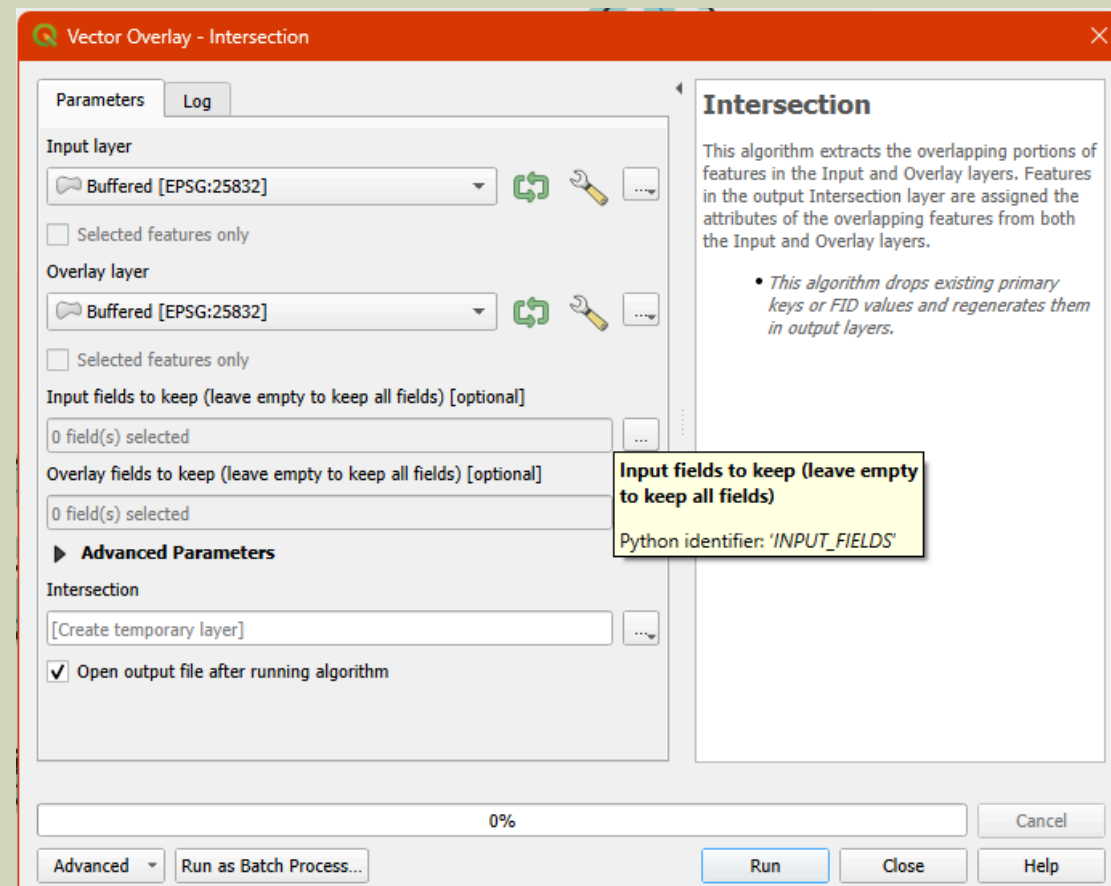 Vector Overlay - Intersection
Parameters
Log
Input layer
Buffered [EPSG:25832]
...
Selected features only
Overlay layer
Buffered [EPSG:25832]
...
Selected features only
Input fields to keep (leave empty to keep all fields) [optional]
0 field(s) selected
...
Overlay fields to keep (leave empty to keep all fields) [optional]
0 field(s) selected
Advanced Parameters
Intersection
[Create temporary layer]
...
Open output file after running algorithm
Input fields to keep (leave empty
to keep all fields)
Python identifier: 'INPUT_FIELDS'
Intersection
This algorithm extracts the overlapping portions of
features in the Input and Overlay layers. Features
in the output Intersection layer are assigned the
attributes of the overlapping features from both
the Input and Overlay layers.
• This algorithm drops existing primary
keys or FID values and regenerates them
in output layers.
0%
Cancel
Advanced
Run as Batch Process...
Run
Close
Help